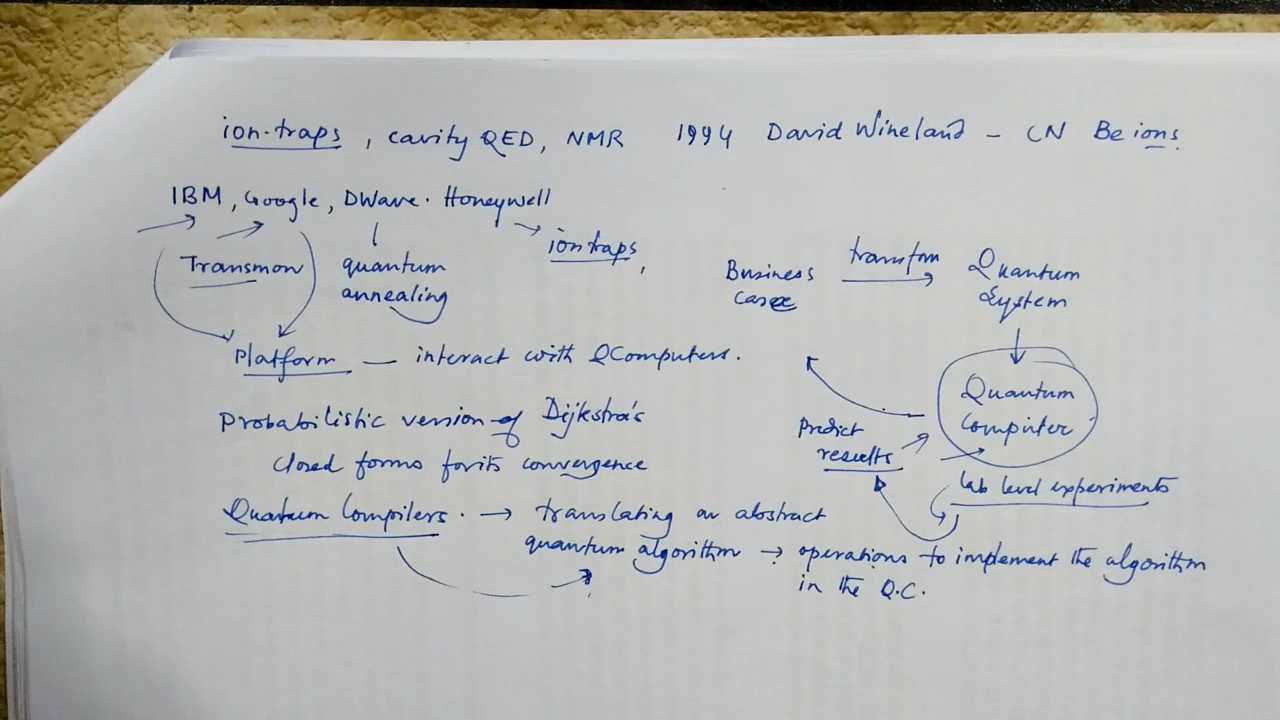 ion-traps, cavity QED, NMR 1994 David Wineland - CN Be ions.
IBM, Google, DWave. Honeywell
ion traps,
Transmon
quantum
annealing
Platform — interact with QComputers.
Probabilistic version of Dijkstra's
closed forms for its convergence
Quantum Compilers. → translating an abstract
quantum algorithm → operations to implement the algorithm
in the Q.C.
Business
case
transfom
Quantum
System
Quantum
Computer
Predict
results
lab level experiments